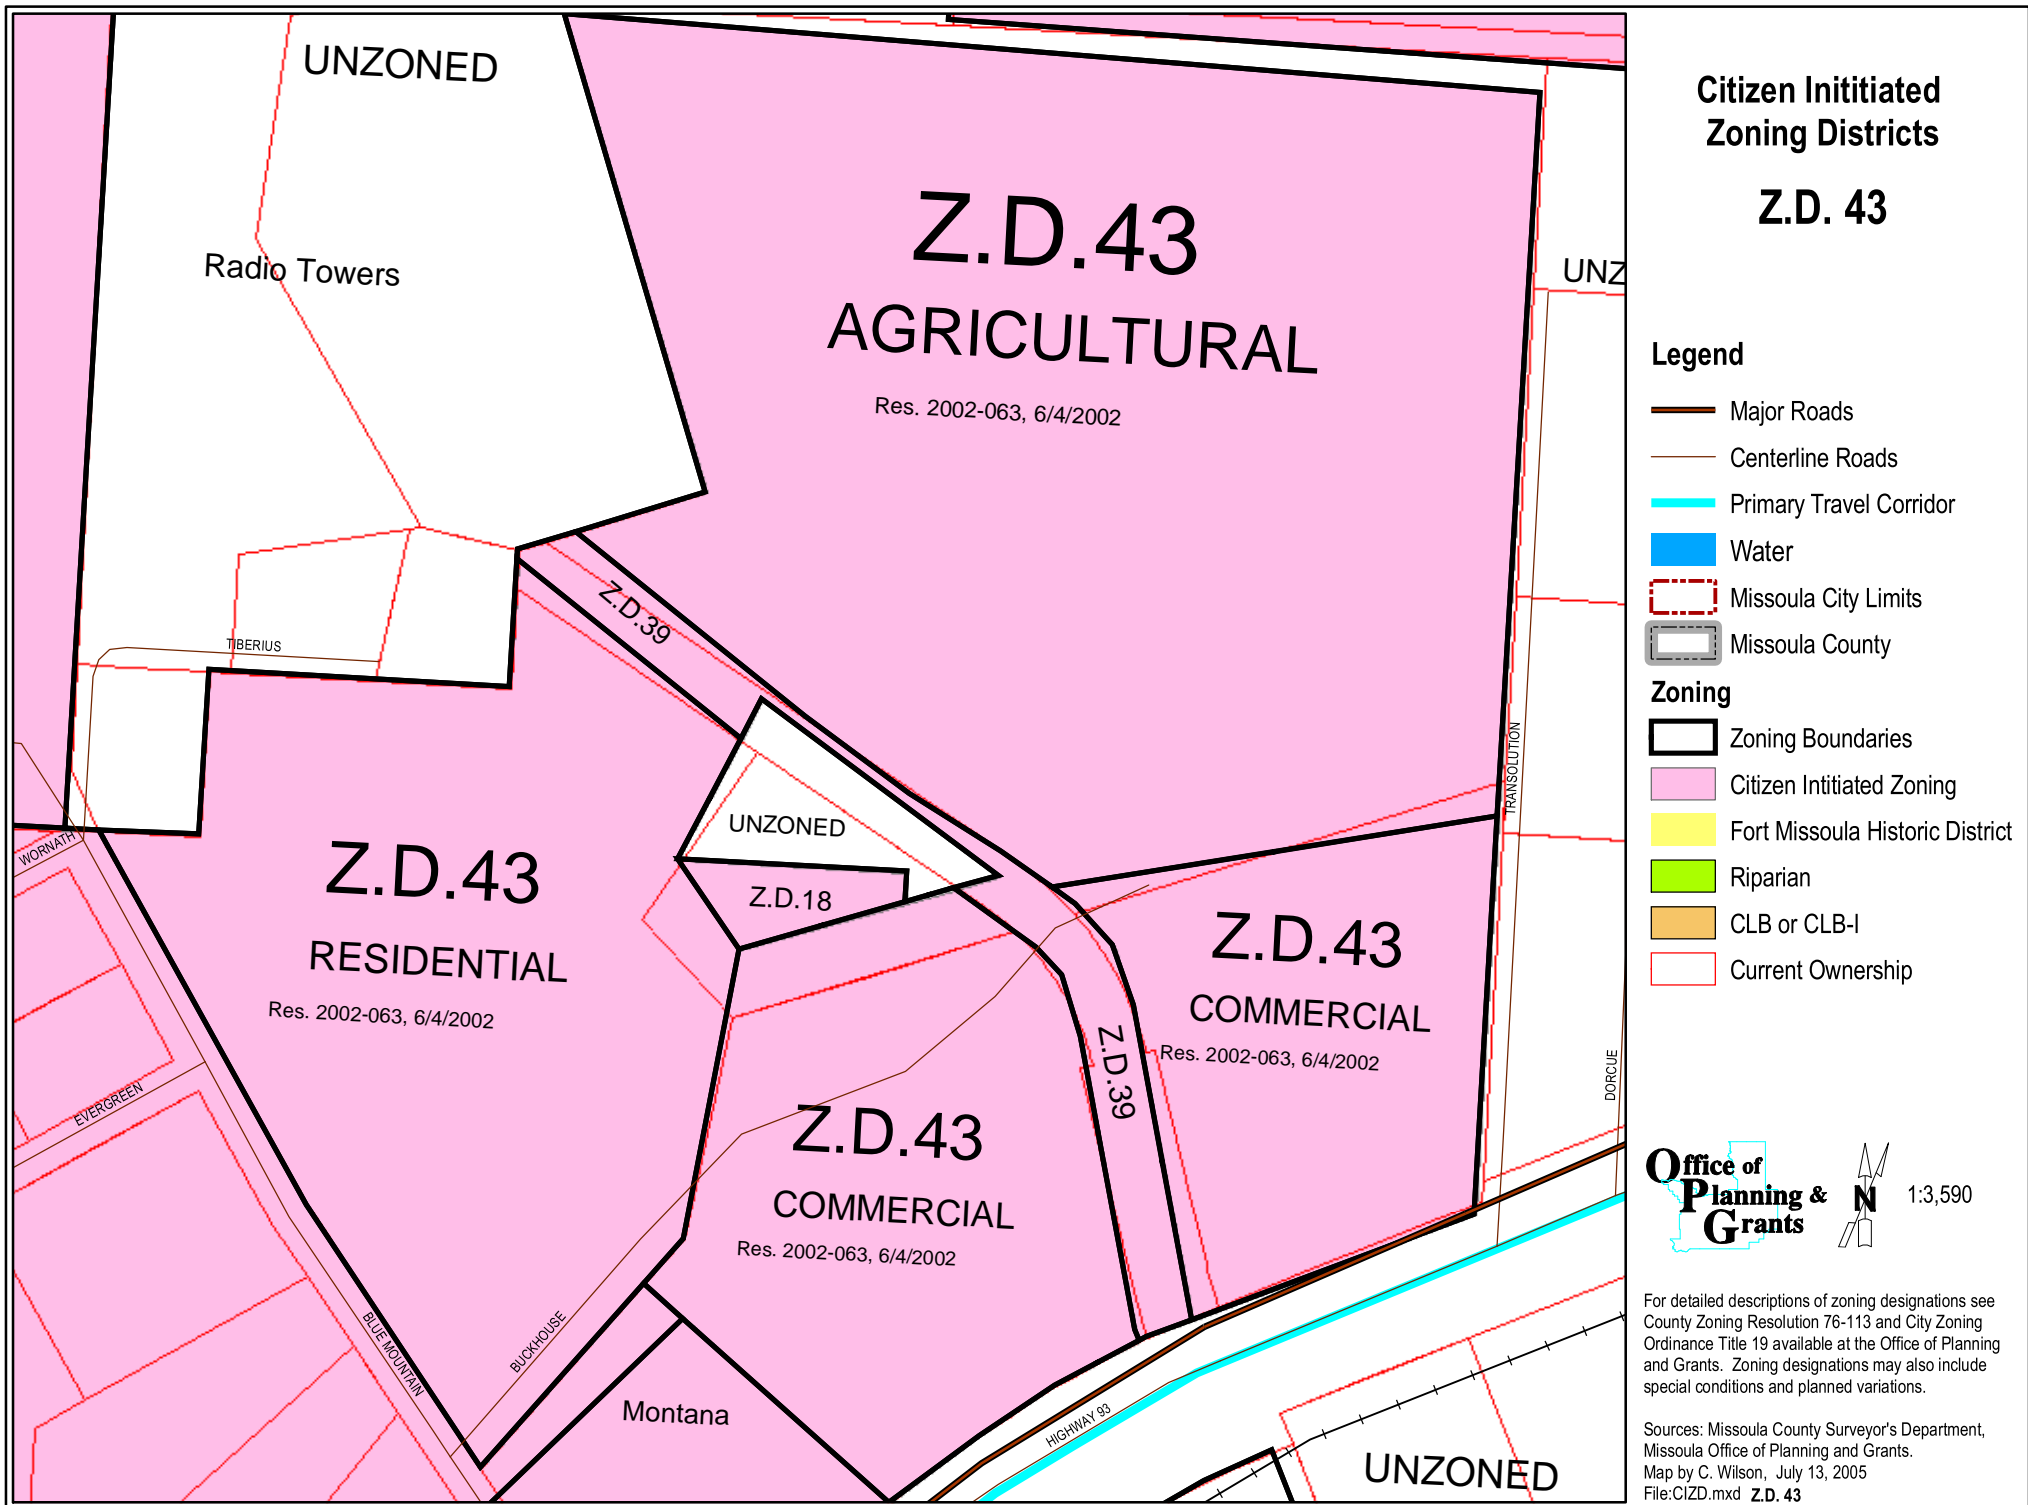 UNZONED
Radio Towers
Z.D.43
AGRICULTURAL
Res. 2002-063, 6/4/2002
UNZ
Z.D.39
TIBERIUS
TRANSOLUTION
UNZONED
Z.D.18
WORNATH
Z.D.43
RESIDENTIAL
Res. 2002-063, 6/4/2002
Z.D.43
COMMERCIAL
Res. 2002-063, 6/4/2002
Z.D.39
DORCUE
EVERGREEN
Z.D.43
COMMERCIAL
Res. 2002-063, 6/4/2002
BLUE MOUNTAIN
BUCKHOUSE
Montana
HIGHWAY 93
UNZONED
Citizen Inititiated
Zoning Districts
Z.D. 43
Legend
Major Roads
Centerline Roads
Primary Travel Corridor
Water
Missoula City Limits
Missoula County
Zoning
Zoning Boundaries
Citizen Intitiated Zoning
Fort Missoula Historic District
Riparian
CLB or CLB-I
Current Ownership
Office of
Planning &
Grants
N
1:3,590
For detailed descriptions of zoning designations see
County Zoning Resolution 76-113 and City Zoning
Ordinance Title 19 available at the Office of Planning
and Grants. Zoning designations may also include
special conditions and planned variations.
Sources: Missoula County Surveyor's Department,
Missoula Office of Planning and Grants.
Map by C. Wilson, July 13, 2005
File:CIZD.mxd Z.D. 43